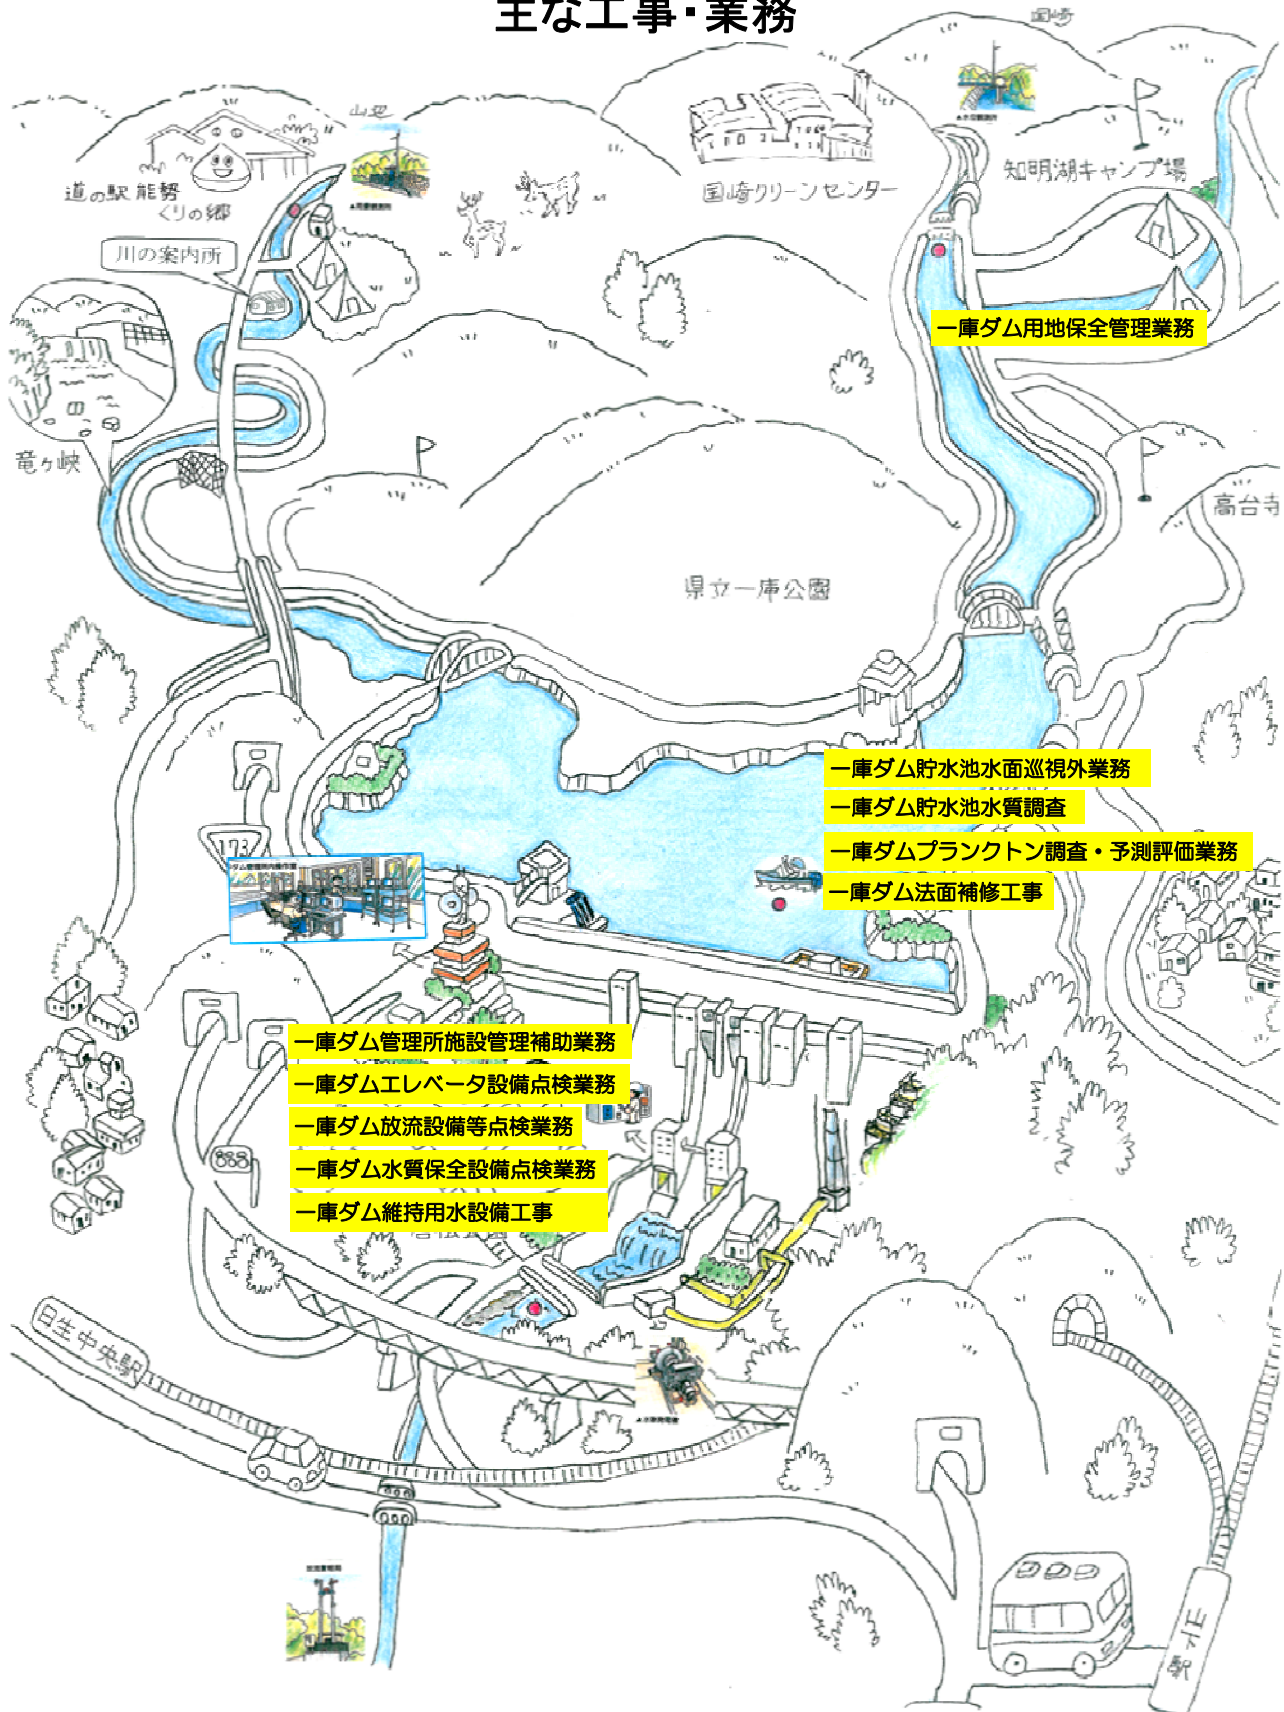 主な工事・業務
国崎
山辺
知明湖キャンプ場
国崎クリーンセンター
道の駅 能勢
くりの郷
川の案内所
一庫ダム用地保全管理業務
竜ヶ峡
高台寺
県立一庫公園
一庫ダム貯水池水面巡視外業務
一庫ダム貯水池水質調査
一庫ダムプランクトン調査・予測評価業務
一庫ダム法面補修工事
173
一庫ダム管理所施設管理補助業務
一庫ダムエレベータ設備点検業務
一庫ダム放流設備等点検業務
一庫ダム水質保全設備点検業務
一庫ダム維持用水設備工事
日生中央駅